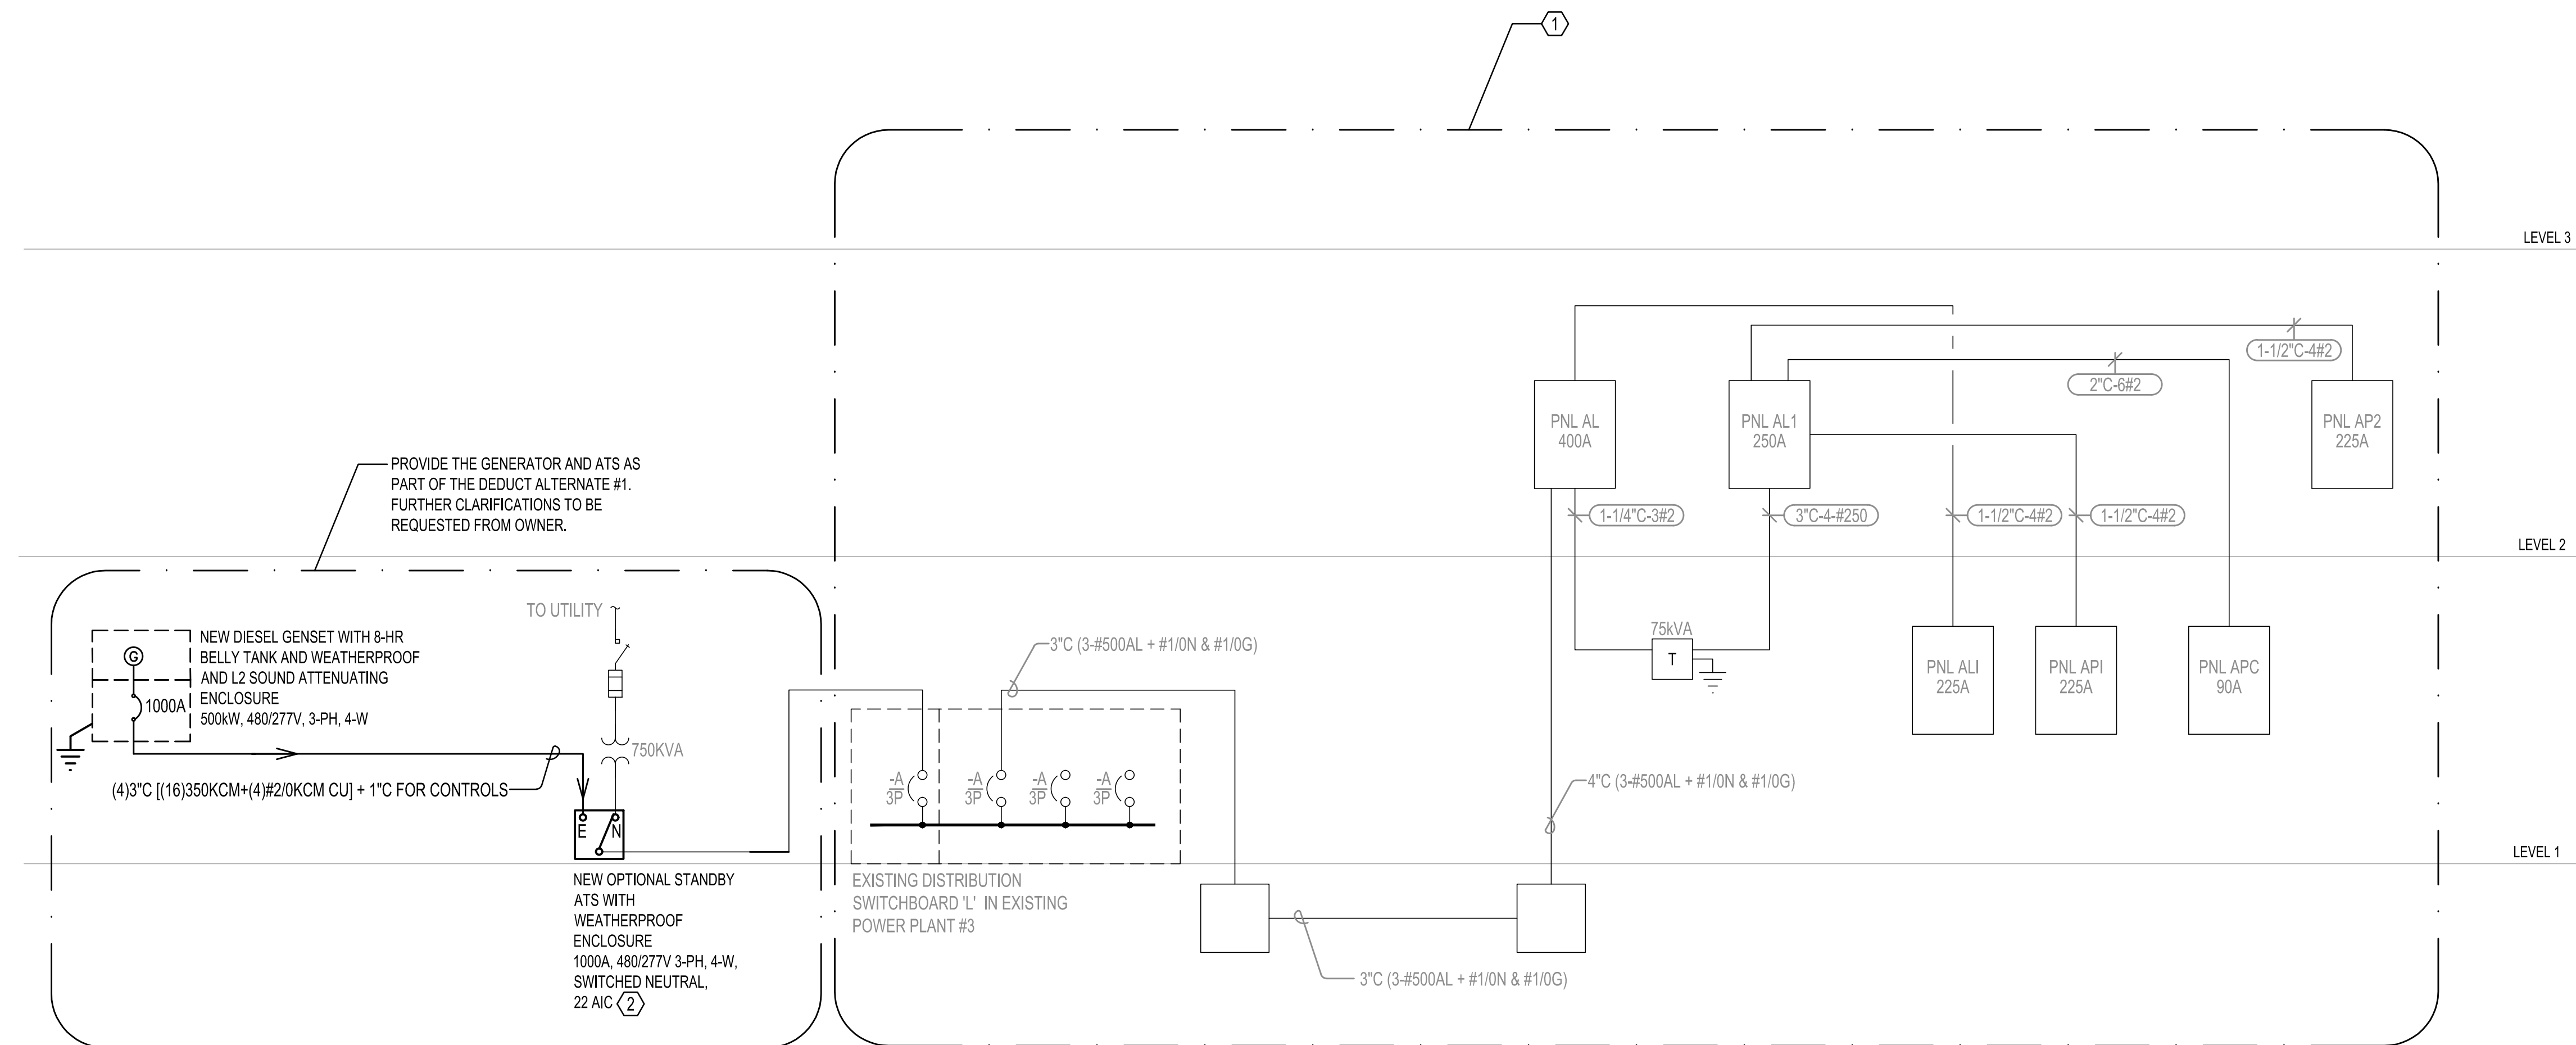 1
LEVEL 3
1-1/2"C-4#2
2"C-6#2
PNL AL
400A
PNL AL1
250A
PNL AP2
225A
PROVIDE THE GENERATOR AND ATS AS
PART OF THE DEDUCT ALTERNATE #1.
FURTHER CLARIFICATIONS TO BE
REQUESTED FROM OWNER.
1-1/4"C-3#2
3"C-4-#250
1-1/2"C-4#2
1-1/2"C-4#2
LEVEL 2
TO UTILITY
NEW DIESEL GENSET WITH 8-HR
BELLY TANK AND WEATHERPROOF
AND L2 SOUND ATTENUATING
ENCLOSURE
500kW, 480/277V, 3-PH, 4-W
G
1000A
750KVA
(4)3"C [(16)350KCM+(4)#2/0KCM CU] + 1"C FOR CONTROLS
E
N
3"C (3-#500AL + #1/0N & #1/0G)
75kVA
T
PNL ALI
225A
PNL API
225A
PNL APC
90A
-A
3P
-A
3P
-A
3P
-A
3P
4"C (3-#500AL + #1/0N & #1/0G)
LEVEL 1
NEW OPTIONAL STANDBY
ATS WITH
WEATHERPROOF
ENCLOSURE
1000A, 480/277V 3-PH, 4-W,
SWITCHED NEUTRAL,
22 AIC 2
EXISTING DISTRIBUTION
SWITCHBOARD 'L' IN EXISTING
POWER PLANT #3
3"C (3-#500AL + #1/0N & #1/0G)